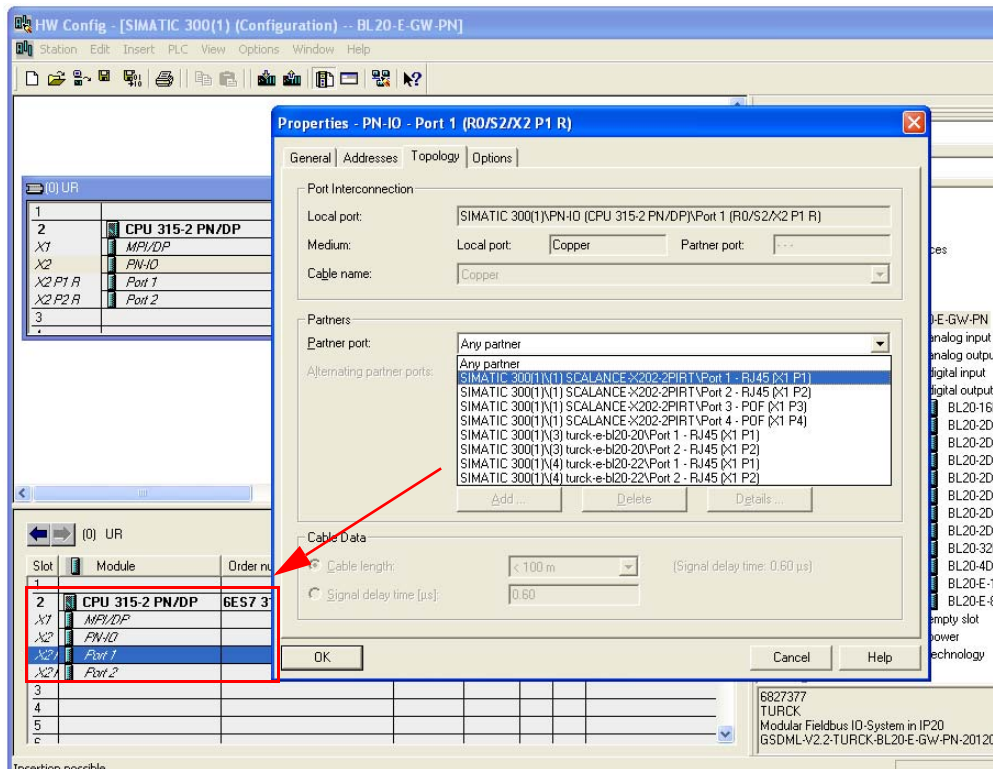 HW Config - [SIMATIC 300(1) (Configuration) -- BL20-E-GW-PN]
Station Edit Insert PLC View Options Window Help
(0) UR
1
2 CPU 315-2 PN/DP
X1 MPI/DP
X2 PN-IO
X2 P1 R Port 1
X2 P2 R Port 2
3
Properties - PN-IO - Port 1 (R0/S2/X2 P1 R)
General Addresses Topology Options
Port Interconnection
Local port: SIMATIC 300(1)\PN-IO (CPU 315-2 PN/DP)\Port 1 (R0/S2/X2 P1 R)
Medium: Local port: Copper Partner port: - - -
Cable name: Copper
Partners
Partner port: Any partner
Alternating partner ports:
Any partner
SIMATIC 300(1)\(1) SCALANCE-X202-2PIRT\Port 1 - RJ45 (X1 P1)
SIMATIC 300(1)\(1) SCALANCE-X202-2PIRT\Port 2 - RJ45 (X1 P2)
SIMATIC 300(1)\(1) SCALANCE-X202-2PIRT\Port 3 - POF (X1 P3)
SIMATIC 300(1)\(1) SCALANCE-X202-2PIRT\Port 4 - POF (X1 P4)
SIMATIC 300(1)\(3) turck-e-bl20-20\Port 1 - RJ45 (X1 P1)
SIMATIC 300(1)\(3) turck-e-bl20-20\Port 2 - RJ45 (X1 P2)
SIMATIC 300(1)\(4) turck-e-bl20-22\Port 1 - RJ45 (X1 P1)
SIMATIC 300(1)\(4) turck-e-bl20-22\Port 2 - RJ45 (X1 P2)
Add ... Delete Details ...
Cable Data
Cable length: < 100 m (Signal delay time: 0.60 µs)
Signal delay time [µs]: 0.60
OK Cancel Help
ces
0-E-GW-PN
analog input
analog outpu
digital input
digital output
BL20-16
BL20-2D
BL20-2D
BL20-2D
BL20-2D
BL20-2D
BL20-2D
BL20-2D
BL20-32
BL20-4D
BL20-E-1
BL20-E-8
empty slot
power
technology
(0) UR
Slot Module Order nu
1
2 CPU 315-2 PN/DP 6ES7 31
X1 MPI/DP
X2 PN-IO
X2 Port 1
X2 Port 2
3
4
5
6827377
TURCK
Modular Fieldbus IO-System in IP20
GSDML-V2.2-TURCK-BL20-E-GW-PN-20120
Insertion possible